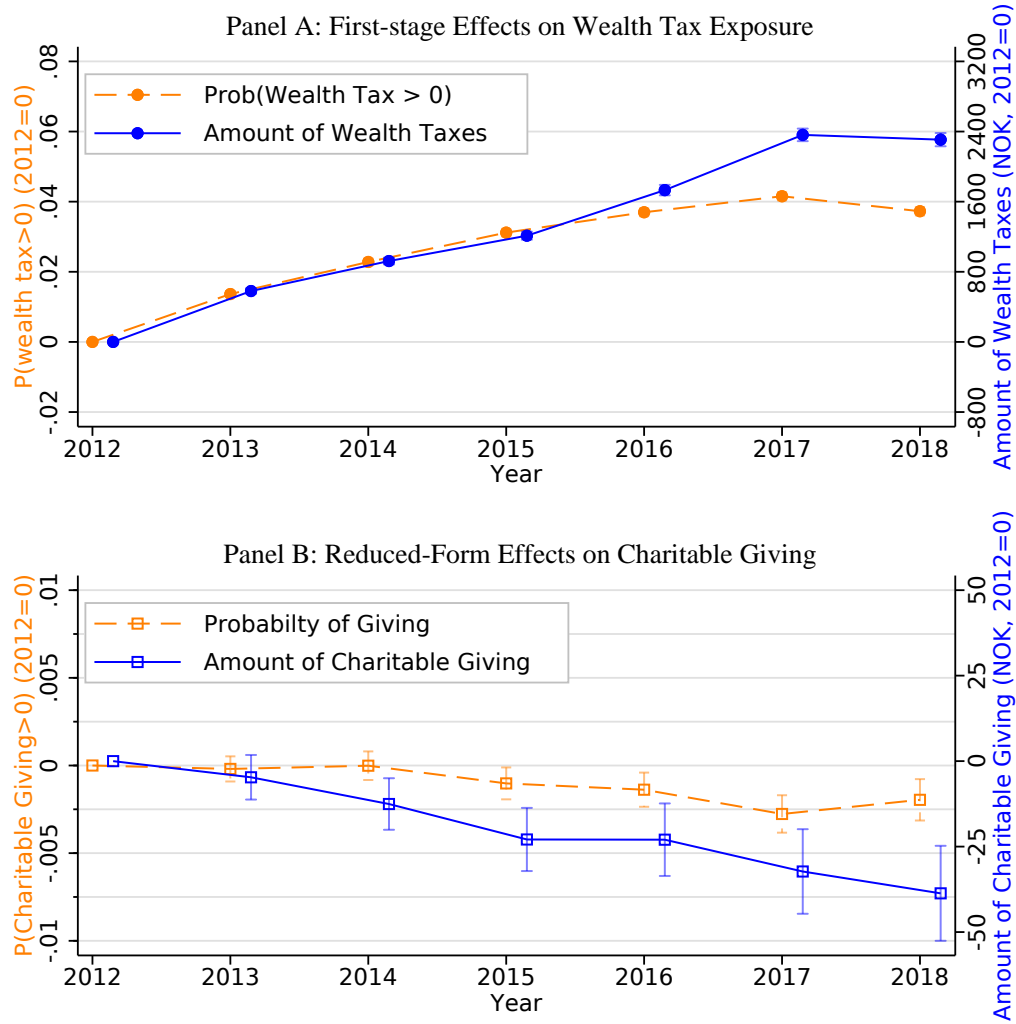 Panel A: First-stage Effects on Wealth Tax Exposure
P(wealth tax>0) (2012=0)
.08
.06
.04
.02
0
-.02
Prob(Wealth Tax > 0)
Amount of Wealth Taxes
3200
2400
1600
800
0
-800
Amount of Wealth Taxes (NOK, 2012=0)
2012 2013 2014 2015 2016 2017 2018
Year
Panel B: Reduced-Form Effects on Charitable Giving
P(Charitable Giving>0) (2012=0)
.01
.005
0
-.005
-.01
Probabilty of Giving
Amount of Charitable Giving
50
25
0
-25
-50
Amount of Charitable Giving (NOK, 2012=0)
2012 2013 2014 2015 2016 2017 2018
Year